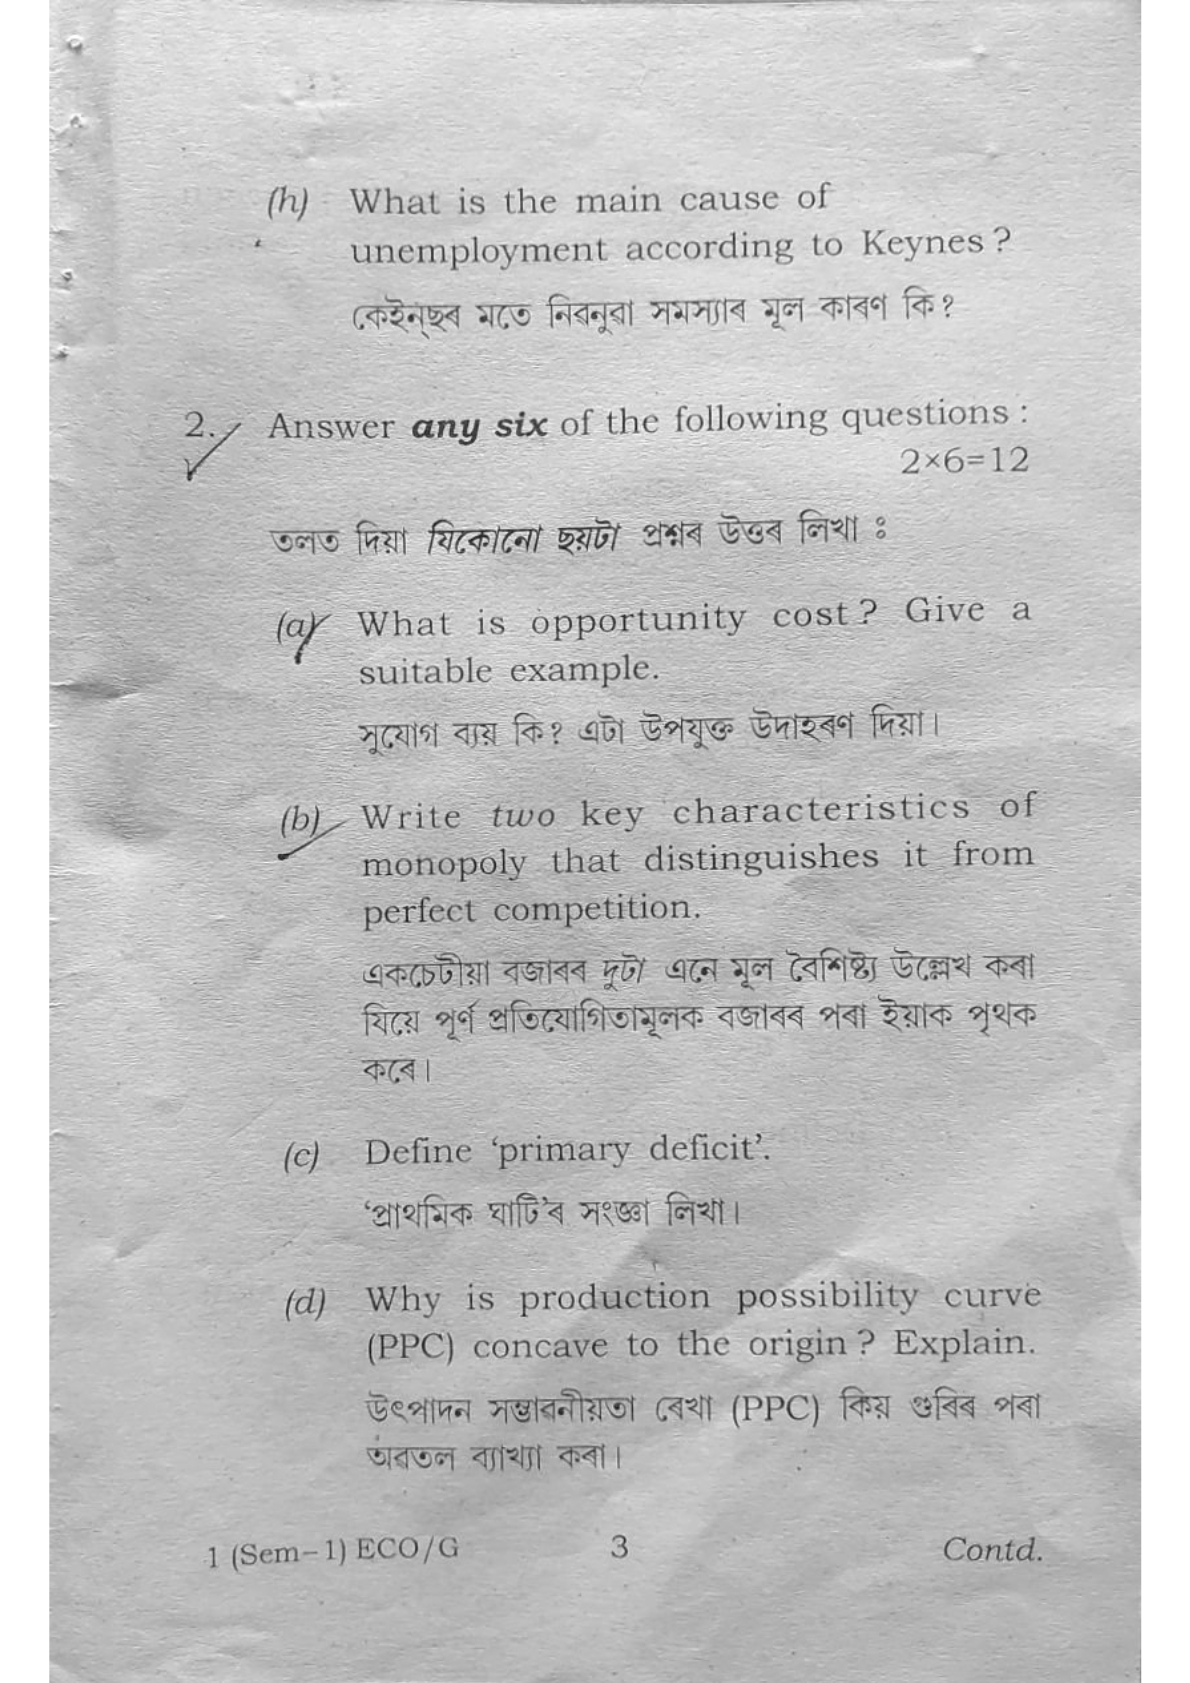 (h) What is the main cause of
unemployment according to Keynes ?
কেইন্‌ছৰ মতে নিৱনুৱা সমস্যাৰ মূল কাৰণ কি ?
2. Answer any six of the following questions :
2×6=12
তলত দিয়া যিকোনো ছয়টা প্ৰশ্নৰ উত্তৰ লিখা ঃ
(a) What is opportunity cost ? Give a
suitable example.
সুযোগ ব্যয় কি ? এটা উপযুক্ত উদাহৰণ দিয়া।
(b) Write two key characteristics of
monopoly that distinguishes it from
perfect competition.
একচেটীয়া বজাৰৰ দুটা এনে মূল বৈশিষ্ট্য উল্লেখ কৰা
যিয়ে পূৰ্ণ প্ৰতিযোগিতামূলক বজাৰৰ পৰা ইয়াক পৃথক
কৰে।
(c) Define ‘primary deficit’.
‘প্ৰাথমিক ঘাটি’ৰ সংজ্ঞা লিখা।
(d) Why is production possibility curve
(PPC) concave to the origin ? Explain.
উৎপাদন সম্ভাৱনীয়তা ৰেখা (PPC) কিয় গুৰিৰ পৰা
অৱতল ব্যাখ্যা কৰা।
1 (Sem–1) ECO/G 3 Contd.